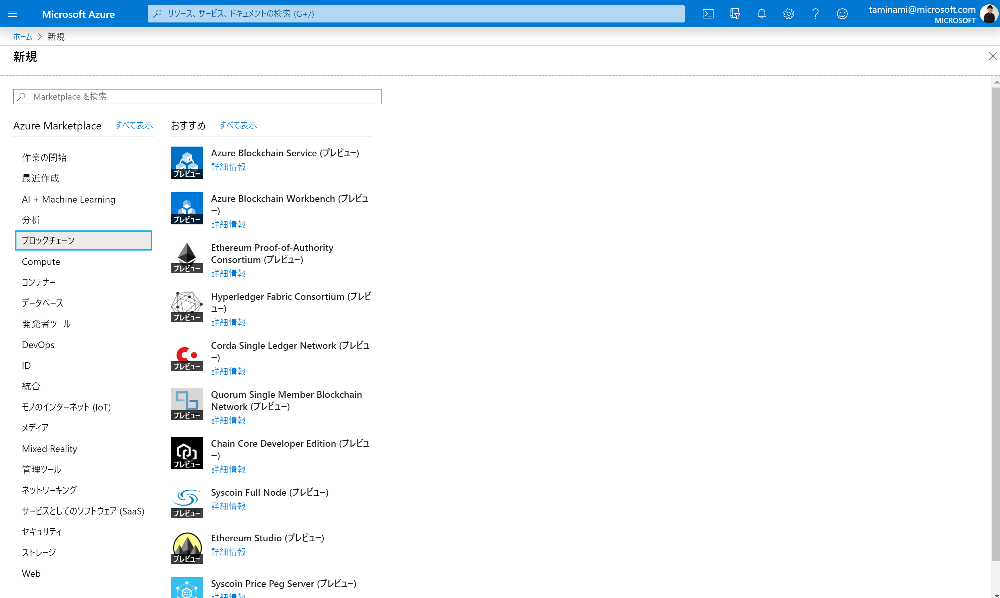 Microsoft Azure
リソース、サービス、ドキュメントの検索 (G+/)
taminami@microsoft.com
MICROSOFT
ホーム > 新規
新規
Marketplace を検索
Azure Marketplace すべて表示
作業の開始
最近作成
AI + Machine Learning
分析
ブロックチェーン
Compute
コンテナー
データベース
開発者ツール
DevOps
ID
統合
モノのインターネット (IoT)
メディア
Mixed Reality
管理ツール
ネットワーキング
サービスとしてのソフトウェア (SaaS)
セキュリティ
ストレージ
Web
おすすめ すべて表示
プレビュー
Azure Blockchain Service (プレビュー)
詳細情報
プレビュー
Azure Blockchain Workbench (プレビュ
ー)
詳細情報
プレビュー
Ethereum Proof-of-Authority
Consortium (プレビュー)
詳細情報
プレビュー
Hyperledger Fabric Consortium (プレビ
ュー)
詳細情報
プレビュー
Corda Single Ledger Network (プレビュ
ー)
詳細情報
プレビュー
Quorum Single Member Blockchain
Network (プレビュー)
詳細情報
プレビュー
Chain Core Developer Edition (プレビュ
ー)
詳細情報
プレビュー
Syscoin Full Node (プレビュー)
詳細情報
プレビュー
Ethereum Studio (プレビュー)
詳細情報
プレビュー
Syscoin Price Peg Server (プレビュー)
詳細情報